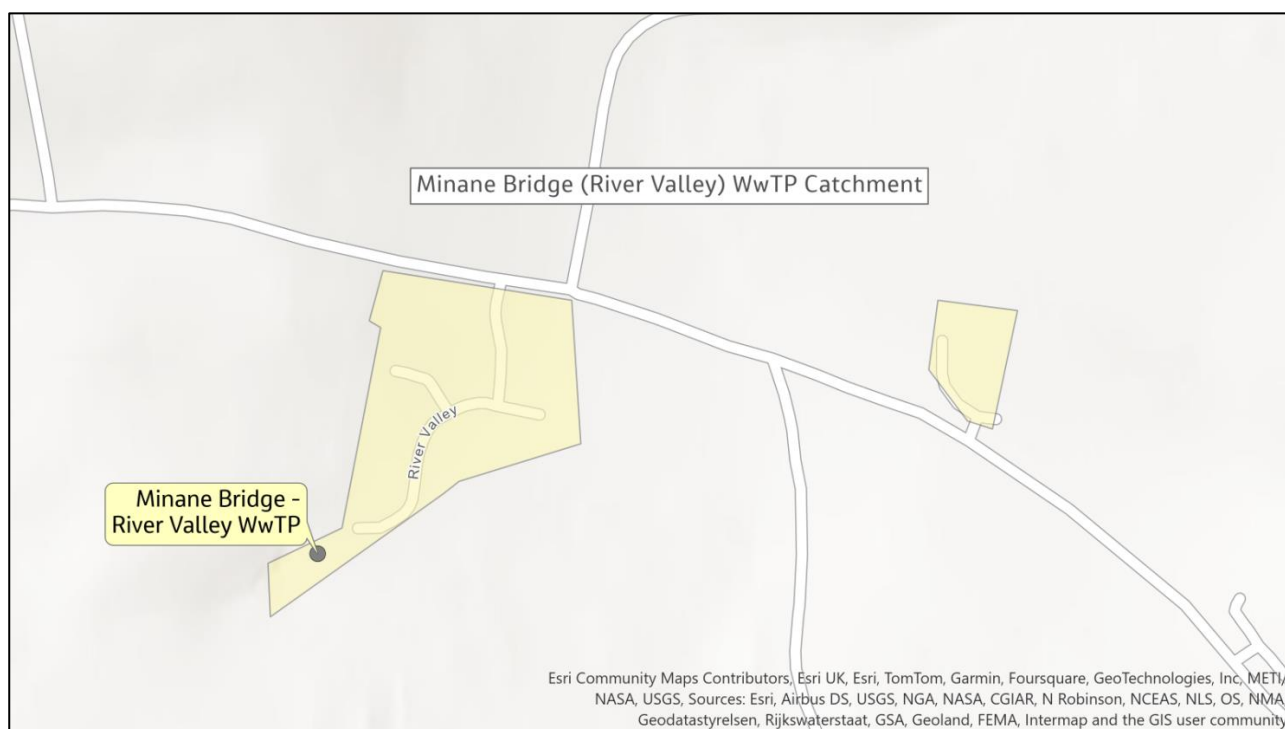 Minane Bridge (River Valley) WwTP Catchment
River Valley
Minane Bridge -
River Valley WwTP
Esri Community Maps Contributors, Esri UK, Esri, TomTom, Garmin, Foursquare, GeoTechnologies, Inc, METI/
NASA, USGS, Sources: Esri, Airbus DS, USGS, NGA, NASA, CGIAR, N Robinson, NCEAS, NLS, OS, NMA,
Geodatastyrelsen, Rijkswaterstaat, GSA, Geoland, FEMA, Intermap and the GIS user community